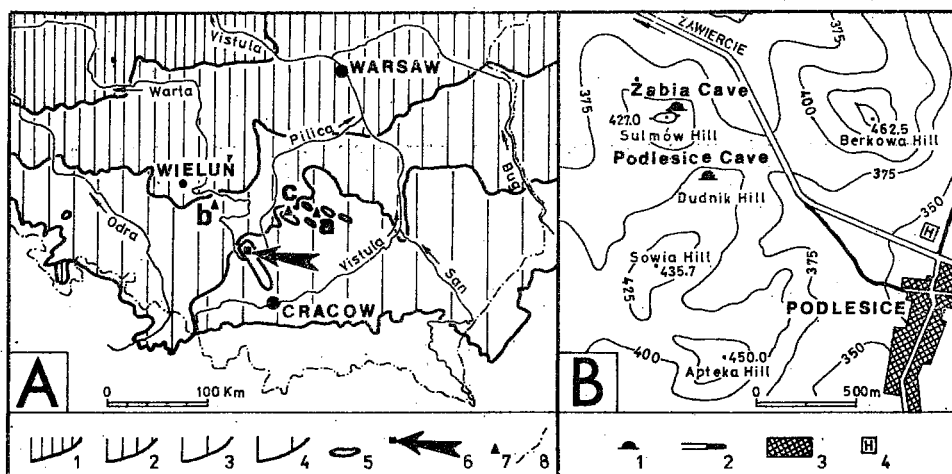 A
Vistula
WARSAW
Warta
Pilica
Bug
WIELUŃ
b
c
a
Odra
Vistula
San
CRACOW
0 100 Km
1 2 3 4 5 6 7 8
B
ZAWIERCIE
375
375
400
Żabia Cave
427.0
Sulmów Hill
462.5
Berkowa Hill
Podlesice Cave
375
Dudnik Hill
350
H
Sowia Hill
435.7
425
375
PODLESICE
400
450.0
Apteka Hill
350
0 500m
1 2 3 H 4